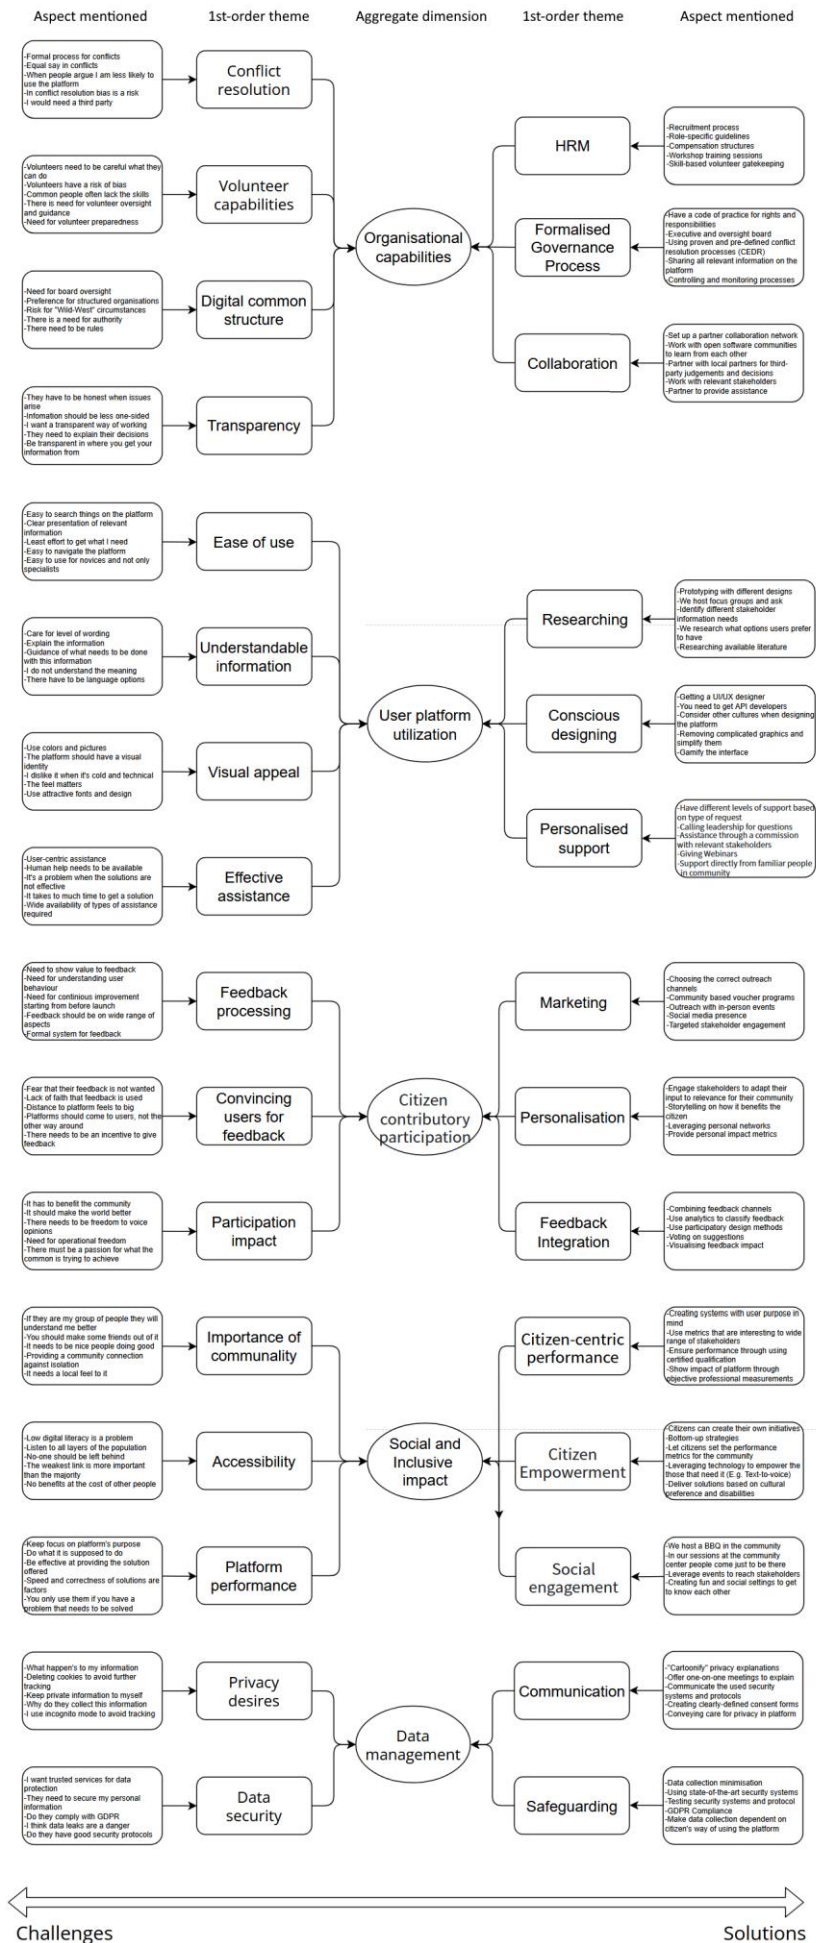 Aspect mentioned
1st-order theme
Aggregate dimension
1st-order theme
Aspect mentioned
-Formal process for conflicts
-Equal say in conflicts
-When people argue I am less likely to
use the platform
-In conflict resolution bias is a risk
-I would need a third party
Conflict
resolution
-Volunteers need to be careful what they
can do
-Volunteers have a risk of bias
-Common people often lack the skills
-There is need for volunteer oversight
and guidance
-Need for volunteer preparedness
Volunteer
capabilities
-Need for board oversight
-Preference for structured organisations
-Risk for "Wild-West" circumstances
-There is a need for authority
-There need to be rules
Digital common
structure
-They have to be honest when issues
arise
-Infomation should be less one-sided
-I want a transparent way of working
-They need to explain their decisions
-Be transparent in where you get your
information from
Transparency
Organisational
capabilities
HRM
-Recruitment process
-Role-specific guidelines
-Compensation structures
-Workshop training sessions
-Skill-based volunteer gatekeeping
Formalised
Governance
Process
-Have a code of practice for rights and
responsibilities
-Executive and oversight board
-Using proven and pre-defined conflict
resolution processes (CEDR)
-Sharing all relevant information on the
platform
-Controlling and monitoring processes
Collaboration
-Set up a partner collaboration network
-Work with open software communities
to learn from each other
-Partner with local partners for third-
party judgements and decisions
-Work with relevant stakeholders
-Partner to provide assistance
-Easy to search things on the platform
-Clear presentation of relevant
information
-Least effort to get what I need
-Easy to navigate the platform
-Easy to use for novices and not only
specialists
Ease of use
-Care for level of wording
-Explain the information
-Guidance of what needs to be done
with this information
-I do not understand the meaning
-There have to be language options
Understandable
information
-Use colors and pictures
-The platform should have a visual
identity
-I dislike it when it's cold and technical
-The feel matters
-Use attractive fonts and design
Visual appeal
-User-centric assistance
-Human help needs to be available
-It's a problem when the solutions are
not effective
-It takes to much time to get a solution
-Wide availability of types of assistance
required
Effective
assistance
User platform
utilization
Researching
-Prototyping with different designs
-We host focus groups and ask
-Identify different stakeholder
information needs
-We research what options users prefer
to have
-Researching available literature
Conscious
designing
-Getting a UI/UX designer
-You need to get API developers
-Consider other cultures when designing
the platform
-Removing complicated graphics and
simplify them
-Gamify the interface
Personalised
support
-Have different levels of support based
on type of request
-Calling leadership for questions
-Assistance through a commission
with relevant stakeholders
-Giving Webinars
-Support directly from familiar people
in community
-Need to show value to feedback
-Need for understanding user
behaviour
-Need for continious improvement
starting from before launch
-Feedback should be on wide range of
aspects
-Formal system for feedback
Feedback
processing
-Fear that their feedback is not wanted
-Lack of faith that feedback is used
-Distance to platform feels to big
-Platforms should come to users, not the
other way around
-There needs to be an incentive to give
feedback
Convincing
users for
feedback
-It has to benefit the community
-It should make the world better
-There needs to be freedom to voice
opinions
-Need for operational freedom
-There must be a passion for what the
common is trying to achieve
Participation
impact
Citizen
contributory
participation
Marketing
-Choosing the correct outreach
channels
-Community based voucher programs
-Outreach with in-person events
-Social media presence
-Targeted stakeholder engagement
Personalisation
-Engage stakeholders to adapt their
input to relevance for their community
-Storytelling on how it benefits the
citizen
-Leveraging personal networks
-Provide personal impact metrics
Feedback
Integration
-Combining feedback channels
-Use analytics to classify feedback
-Use participatory design methods
-Voting on suggestions
-Visualising feedback impact
-If they are my group of people they will
understand me better
-You should make some friends out of it
-It needs to be nice people doing good
-Providing a community connection
against isolation
-It needs a local feel to it
Importance of
communality
-Low digital literacy is a problem
-Listen to all layers of the population
-No-one should be left behind
-The weakest link is more important
than the majority
-No benefits at the cost of other people
Accessibility
-Keep focus on platform's purpose
-Do what it is supposed to do
-Be effective at providing the solution
offered
-Speed and correctness of solutions are
factors
-You only use them if you have a
problem that needs to be solved
Platform
performance
Social and
Inclusive
impact
Citizen-centric
performance
-Creating systems with user purpose in
mind
-Use metrics that are interesting to wide
range of stakeholders
-Ensure performance through using
certified qualification
-Show impact of platform through
objective professional measurements
Citizen
Empowerment
-Citizens can create their own initiatives
-Bottom-up strategies
-Let citizens set the performance
metrics for the community
-Leveraging technology to empower the
those that need it (E.g. Text-to-voice)
-Deliver solutions based on cultural
preference and disabilities
Social
engagement
-We host a BBQ in the community
-In our sessions at the community
center people come just to be there
-Leverage events to reach stakeholders
-Creating fun and social settings to get
to know each other
-What happen's to my information
-Deleting cookies to avoid further
tracking
-Keep private information to myself
-Why do they collect this information
-I use incognito mode to avoid tracking
Privacy
desires
-I want trusted services for data
protection
-They need to secure my personal
information
-Do they comply with GDPR
-I think data leaks are a danger
-Do they have good security protocols
Data
security
Data
management
Communication
-"Cartoonify" privacy explanations
-Offer one-on-one meetings to explain
-Communicate the used security
systems and protocols
-Creating clearly-defined consent forms
-Conveying care for privacy in platform
Safeguarding
-Data collection minimisation
-Using state-of-the-art security systems
-Testing security systems and protocol
-GDPR Compliance
-Make data collection dependent on
citizen's way of using the platform
Challenges
Solutions